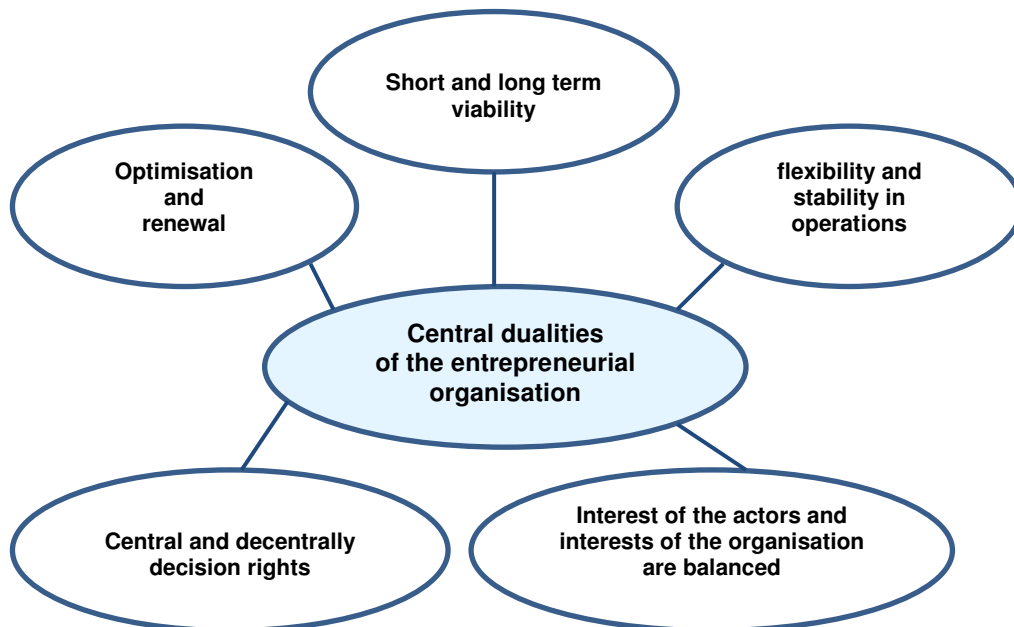 Short and long term
viability
Optimisation
and
renewal
flexibility and
stability in
operations
Central dualities
of the entrepreneurial
organisation
Central and decentrally
decision rights
Interest of the actors and
interests of the organisation
are balanced